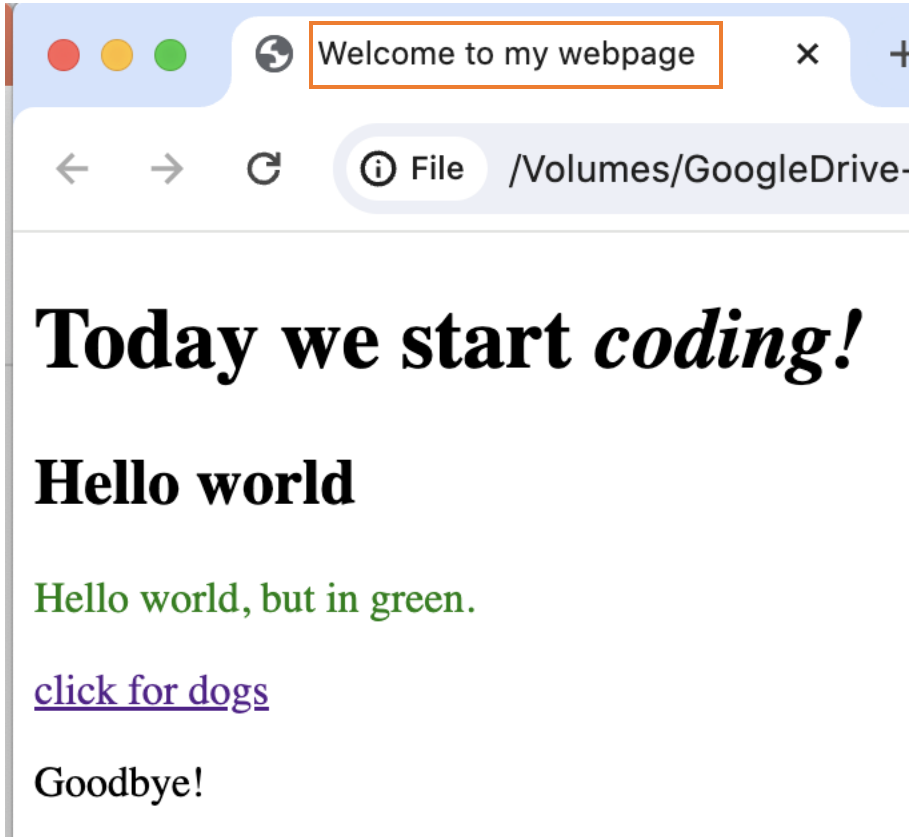 Welcome to my webpage
File /Volumes/GoogleDrive-
Today we start coding!
Hello world
Hello world, but in green.
click for dogs
Goodbye!